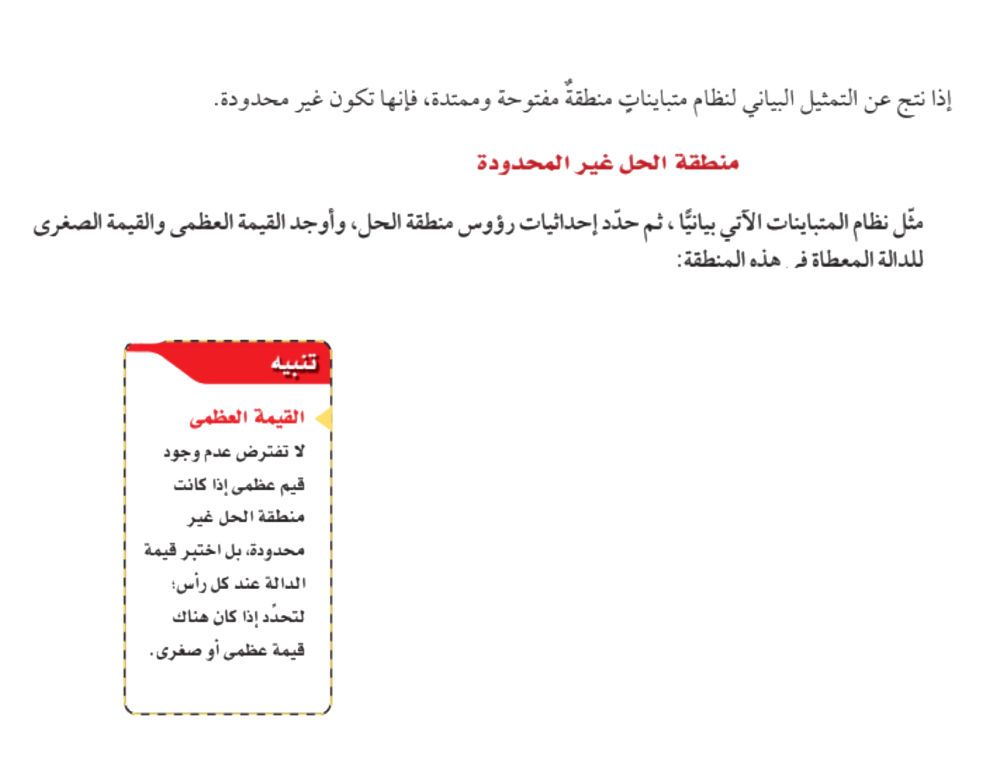 إذا نتج عن التمثيل البياني لنظام متبايناتٍ منطقةٌ مفتوحة وممتدة، فإنها تكون غير محدودة.
منطقة الحل غير المحدودة
مثّل نظام المتباينات الآتي بيانيًّا ، ثم حدّد إحداثيات رؤوس منطقة الحل، وأوجد القيمة العظمى والقيمة الصغرى
للدالة المعطاة في هذه المنطقة:
تنبيه
القيمة العظمى
لا تفترض عدم وجود
قيم عظمى إذا كانت
منطقة الحل غير
محدودة، بل اختبر قيمة
الدالة عند كل رأس؛
لتحدِّد إذا كان هناك
قيمة عظمى أو صغرى.